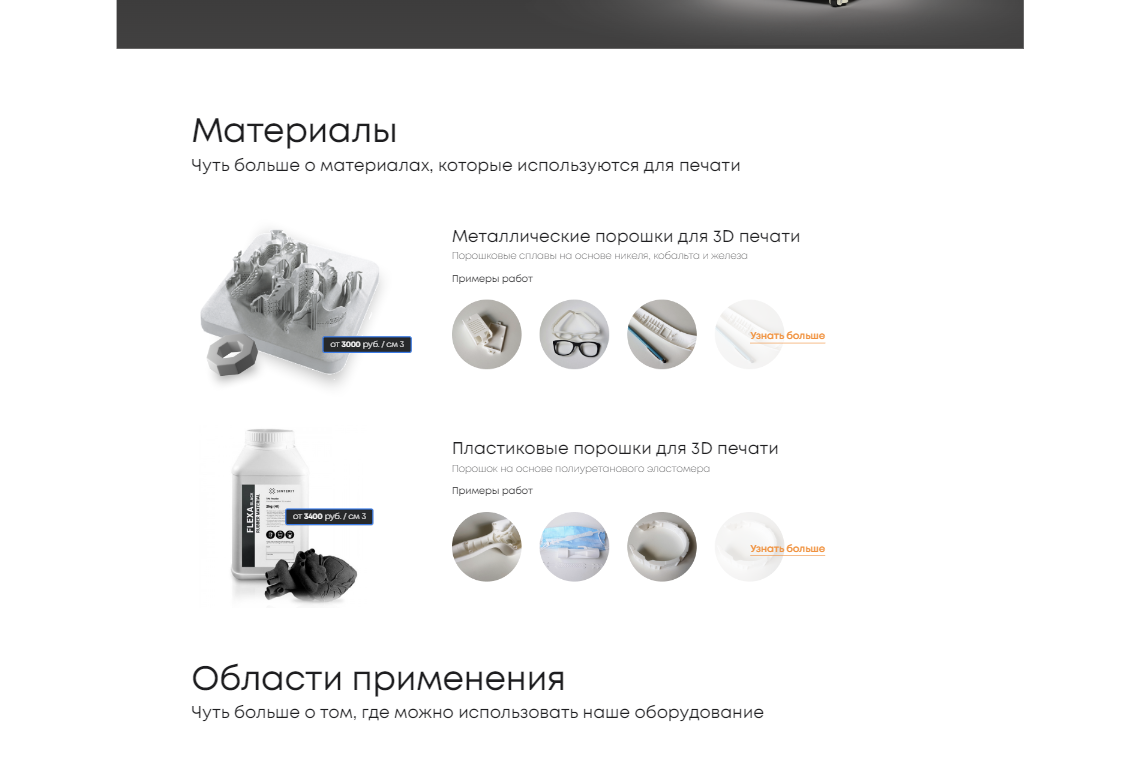 Материалы
Чуть больше о материалах, которые используются для печати
Металлические порошки для 3D печати
Порошковые сплавы на основе никеля, кобальта и железа
Примеры работ
от 3000 руб. / см 3
Узнать больше
Пластиковые порошки для 3D печати
Порошок на основе полиуретанового эластомера
Примеры работ
FLEXA BLACK
RUBBER MATERIAL
от 3400 руб. / см 3
Узнать больше
Области применения
Чуть больше о том, где можно использовать наше оборудование